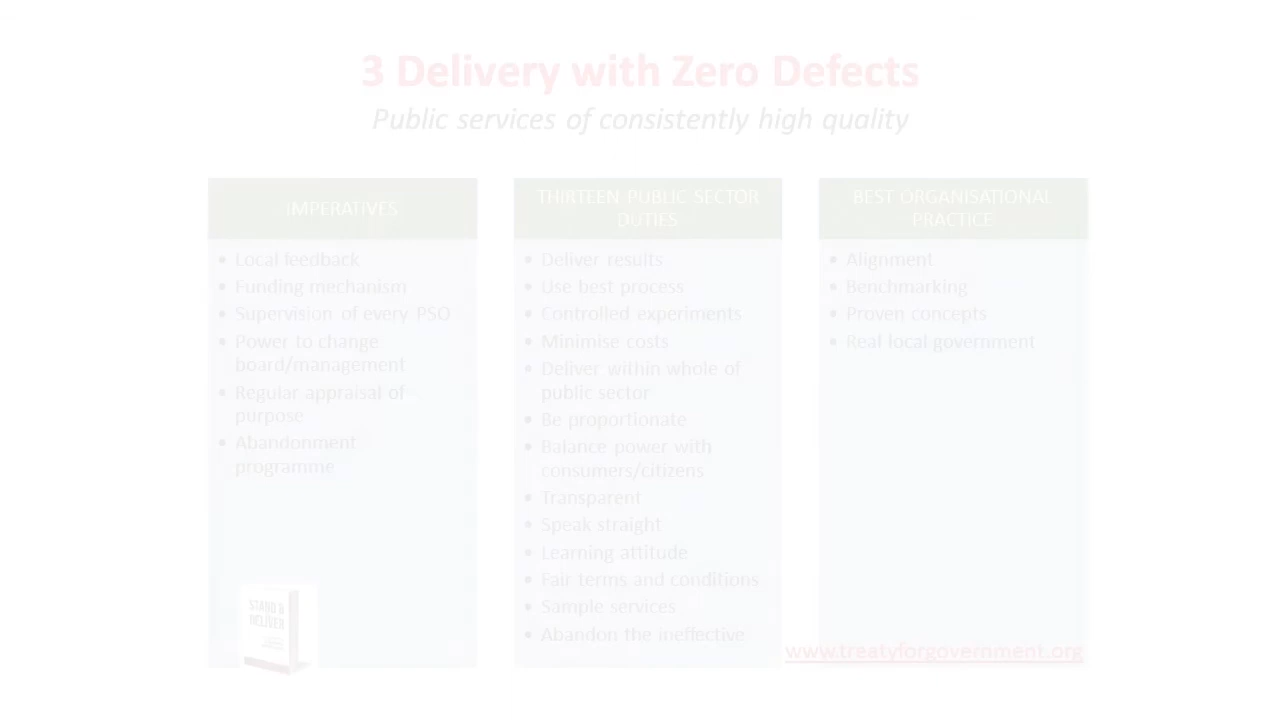 3 Delivery with Zero Defects
Public services of consistently high quality
IMPERATIVES
• Local feedback
• Funding mechanism
• Supervision of every PSO
• Power to change
board/management
• Regular appraisal of
purpose
• Abandonment
programme
THIRTEEN PUBLIC SECTOR
DUTIES
• Deliver results
• Use best process
• Controlled experiments
• Minimise costs
• Deliver within whole of
public sector
• Be proportionate
• Balance power with
consumers/citizens
• Transparent
• Speak straight
• Learning attitude
• Fair terms and conditions
• Sample services
• Abandon the ineffective
BEST ORGANISATIONAL
PRACTICE
• Alignment
• Benchmarking
• Proven concepts
• Real local government
STAND &
DELIVER
www.treatyforgovernment.org